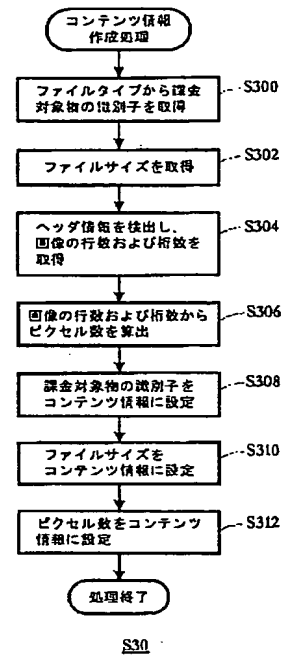 コンテンツ情報
作成処理
ファイルタイプから課金
対象物の識別子を取得
S300
ファイルサイズを取得
S302
ヘッダ情報を検出し、
画像の行数および桁数を
取得
S304
画像の行数および桁数から
ピクセル数を算出
S306
課金対象物の識別子を
コンテンツ情報に設定
S308
ファイルサイズを
コンテンツ情報に設定
S310
ピクセル数をコンテンツ
情報に設定
S312
処理終了
S30